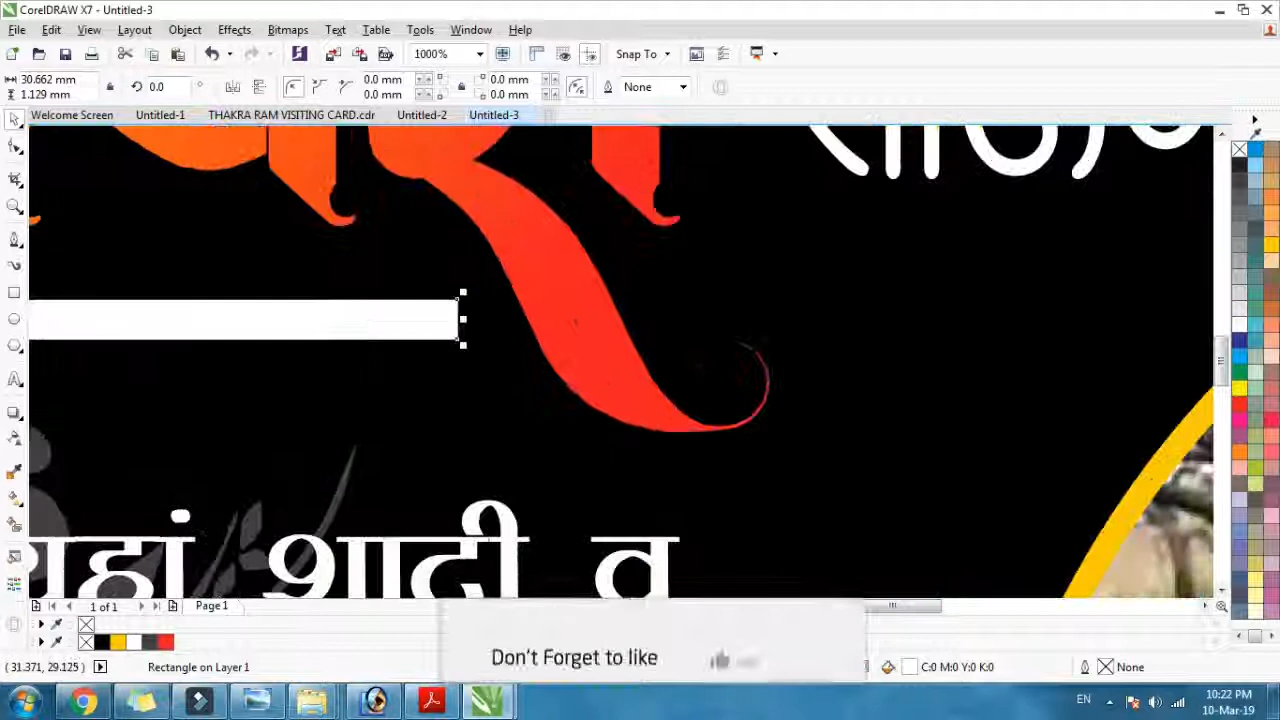 CorelDRAW X7 - Untitled-3
File Edit View Layout Object Effects Bitmaps Text Table Tools Window Help
1000% Snap To
30.662 mm
1.129 mm
0.0 °
0.0 mm
0.0 mm
0.0 mm
0.0 mm
None
Welcome Screen Untitled-1 THAKRA RAM VISITING CARD.cdr Untitled-2 Untitled-3
शादी व
1 of 1 Page 1
Don't Forget to like
(31.371, 29.125) Rectangle on Layer 1 C:0 M:0 Y:0 K:0 None
EN 10:22 PM
10-Mar-19